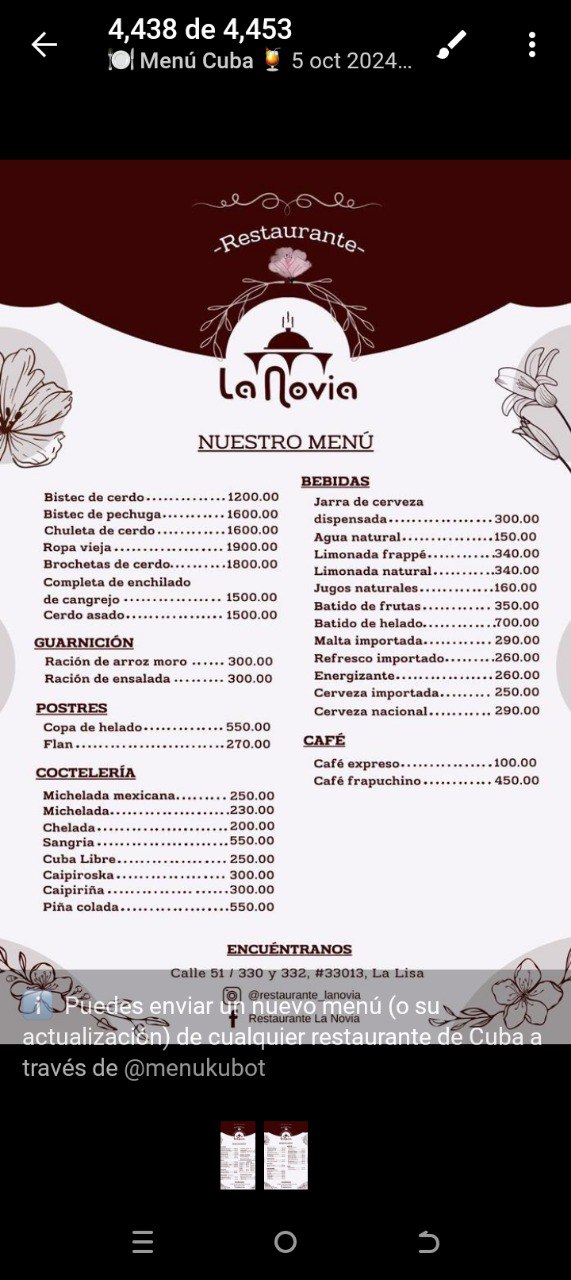 4,438 de 4,453
🍽 Menú Cuba 🍹 5 oct 2024...
-Restaurante-
La Novia
NUESTRO MENÚ
Bistec de cerdo..............1200.00
Bistec de pechuga...........1600.00
Chuleta de cerdo............1600.00
Ropa vieja...................1900.00
Brochetas de cerdo..........1800.00
Completa de enchilado
de cangrejo.................1500.00
Cerdo asado.................1500.00
GUARNICIÓN
Ración de arroz moro ...... 300.00
Ración de ensalada ......... 300.00
POSTRES
Copa de helado..............550.00
Flan.........................270.00
COCTELERÍA
Michelada mexicana......... 250.00
Michelada...................230.00
Chelada.....................200.00
Sangria.....................550.00
Cuba Libre.................. 250.00
Caipiroska.................. 300.00
Caipiriña...................300.00
Piña colada.................550.00
BEBIDAS
Jarra de cerveza
dispensada..................300.00
Agua natural................150.00
Limonada frappé............340.00
Limonada natural............340.00
Jugos naturales.............160.00
Batido de frutas............ 350.00
Batido de helado............700.00
Malta importada............ 290.00
Refresco importado.........260.00
Energizante................. 260.00
Cerveza importada......... 250.00
Cerveza nacional........... 290.00
CAFÉ
Café expreso................100.00
Café frapuchino............ 450.00
ENCUÉNTRANOS
Calle 51 / 330 y 332, #33013, La Lisa
@restaurante_lanovia
Restaurante La Novia
ℹ️ Puedes enviar un nuevo menú (o su
actualización) de cualquier restaurante de Cuba a
través de @menukubot